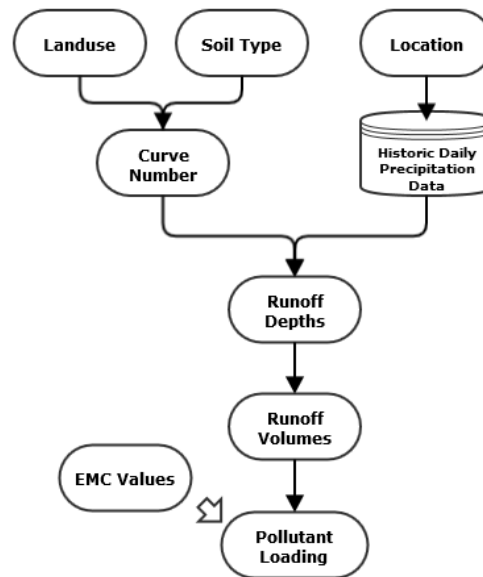 Landuse
Soil Type
Location
Curve
Number
Historic Daily
Precipitation
Data
Runoff
Depths
Runoff
Volumes
EMC Values
Pollutant
Loading